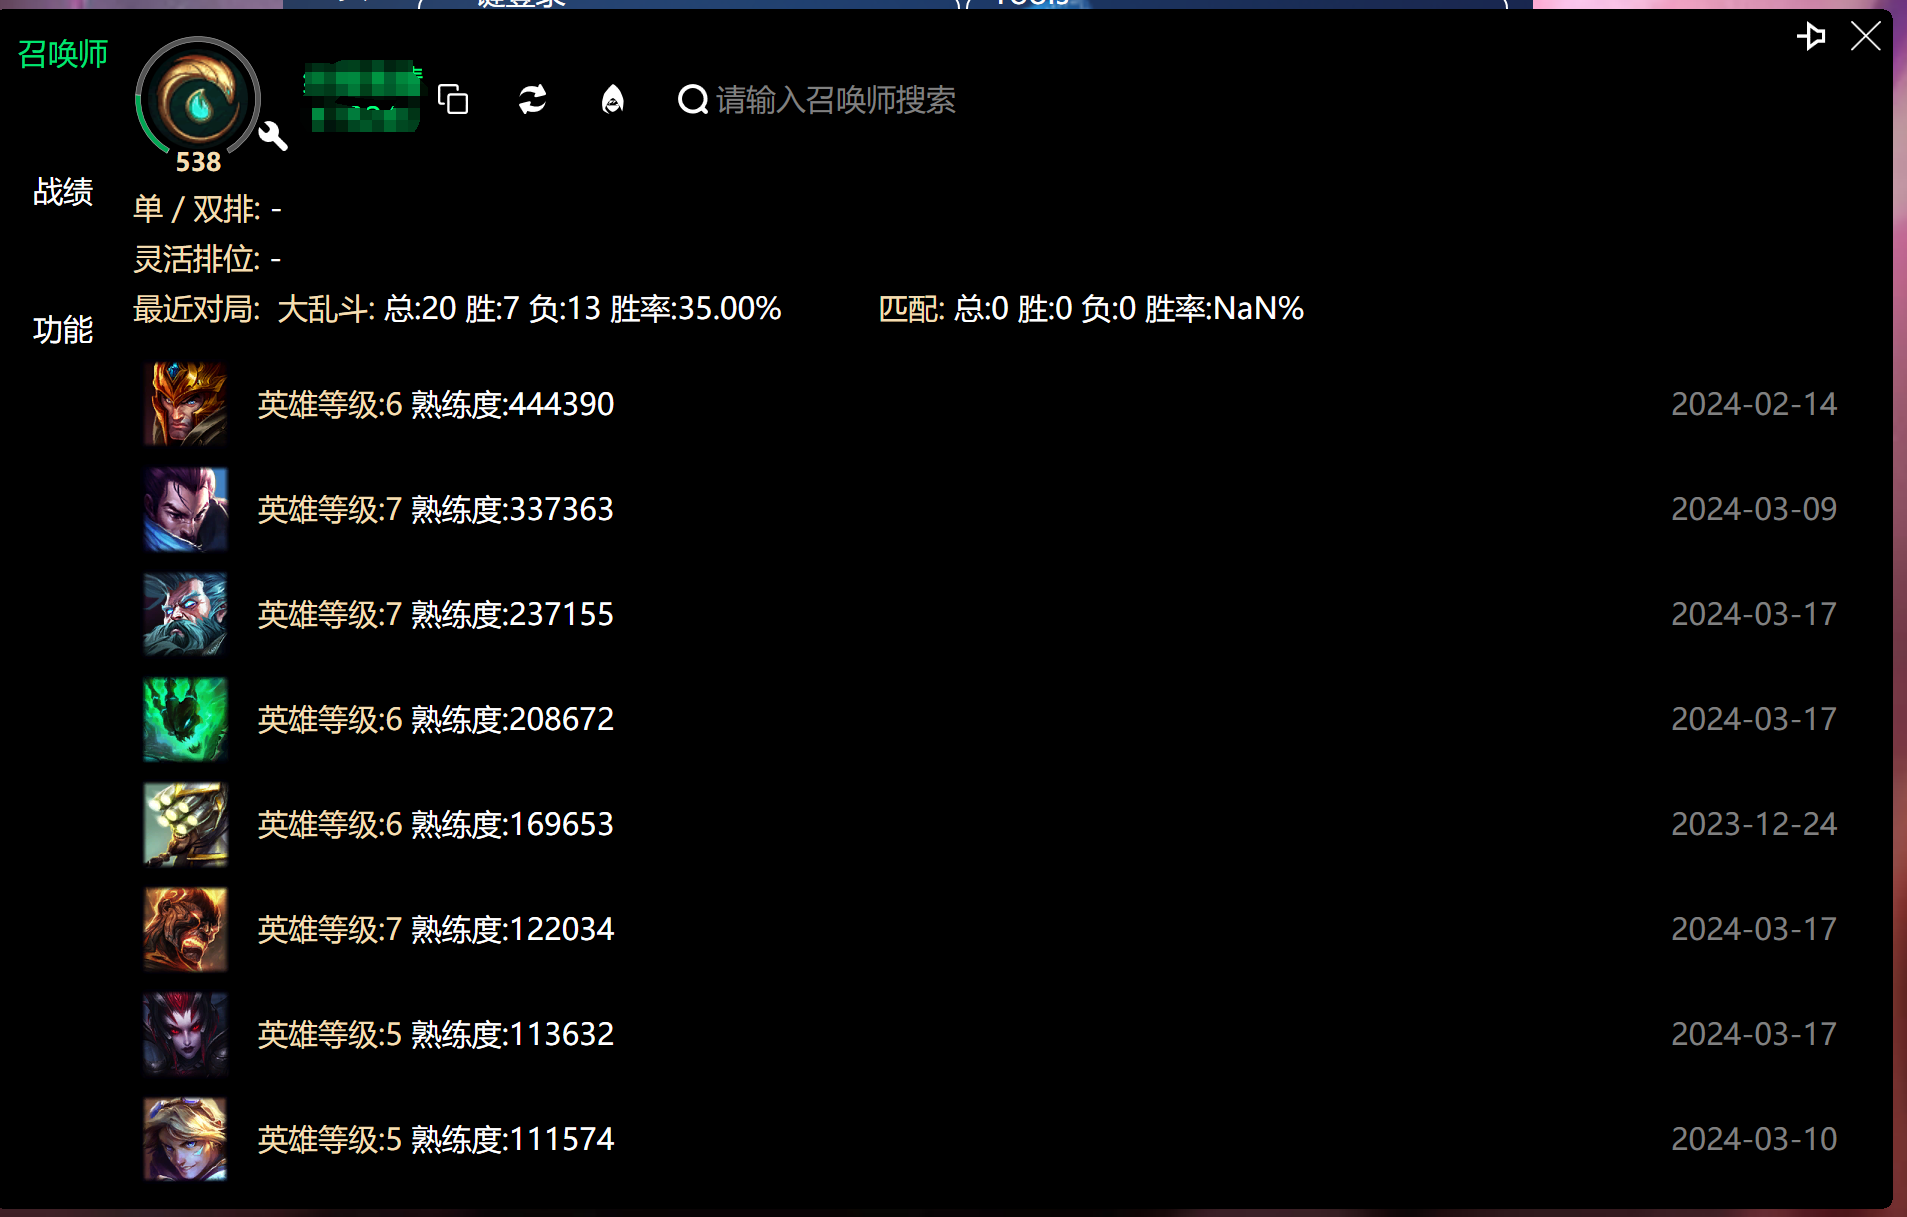 Tools
召唤师
538
请输入召唤师搜索
战绩
单 / 双排: -
灵活排位: -
功能
最近对局: 大乱斗: 总:20 胜:7 负:13 胜率:35.00% 匹配: 总:0 胜:0 负:0 胜率:NaN%
英雄等级:6 熟练度:444390 2024-02-14
英雄等级:7 熟练度:337363 2024-03-09
英雄等级:7 熟练度:237155 2024-03-17
英雄等级:6 熟练度:208672 2024-03-17
英雄等级:6 熟练度:169653 2023-12-24
英雄等级:7 熟练度:122034 2024-03-17
英雄等级:5 熟练度:113632 2024-03-17
英雄等级:5 熟练度:111574 2024-03-10